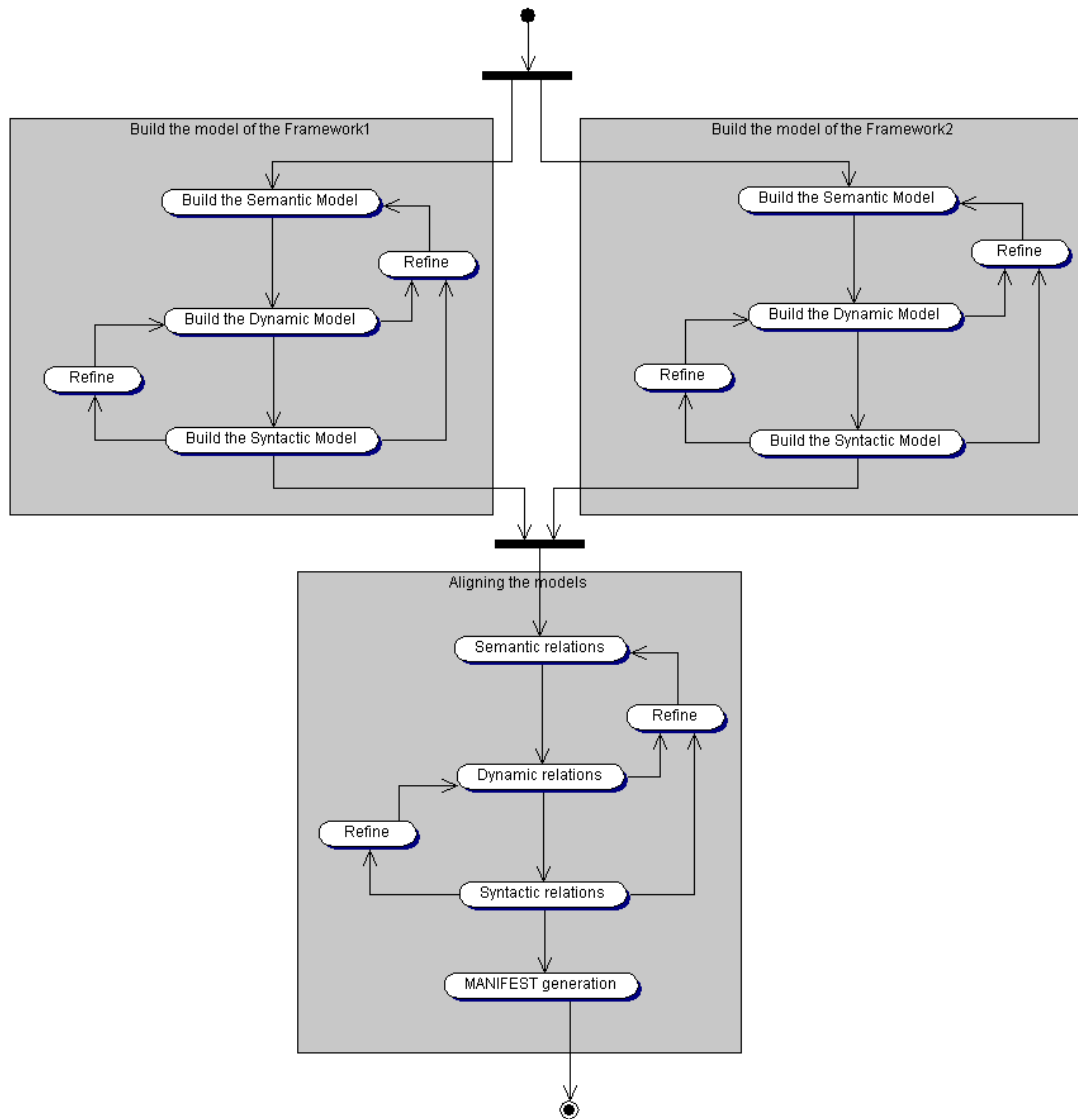 Build the model of the Framework1
Build the Semantic Model
Refine
Build the Dynamic Model
Refine
Build the Syntactic Model
Build the model of the Framework2
Build the Semantic Model
Refine
Build the Dynamic Model
Refine
Build the Syntactic Model
Aligning the models
Semantic relations
Refine
Dynamic relations
Refine
Syntactic relations
MANIFEST generation